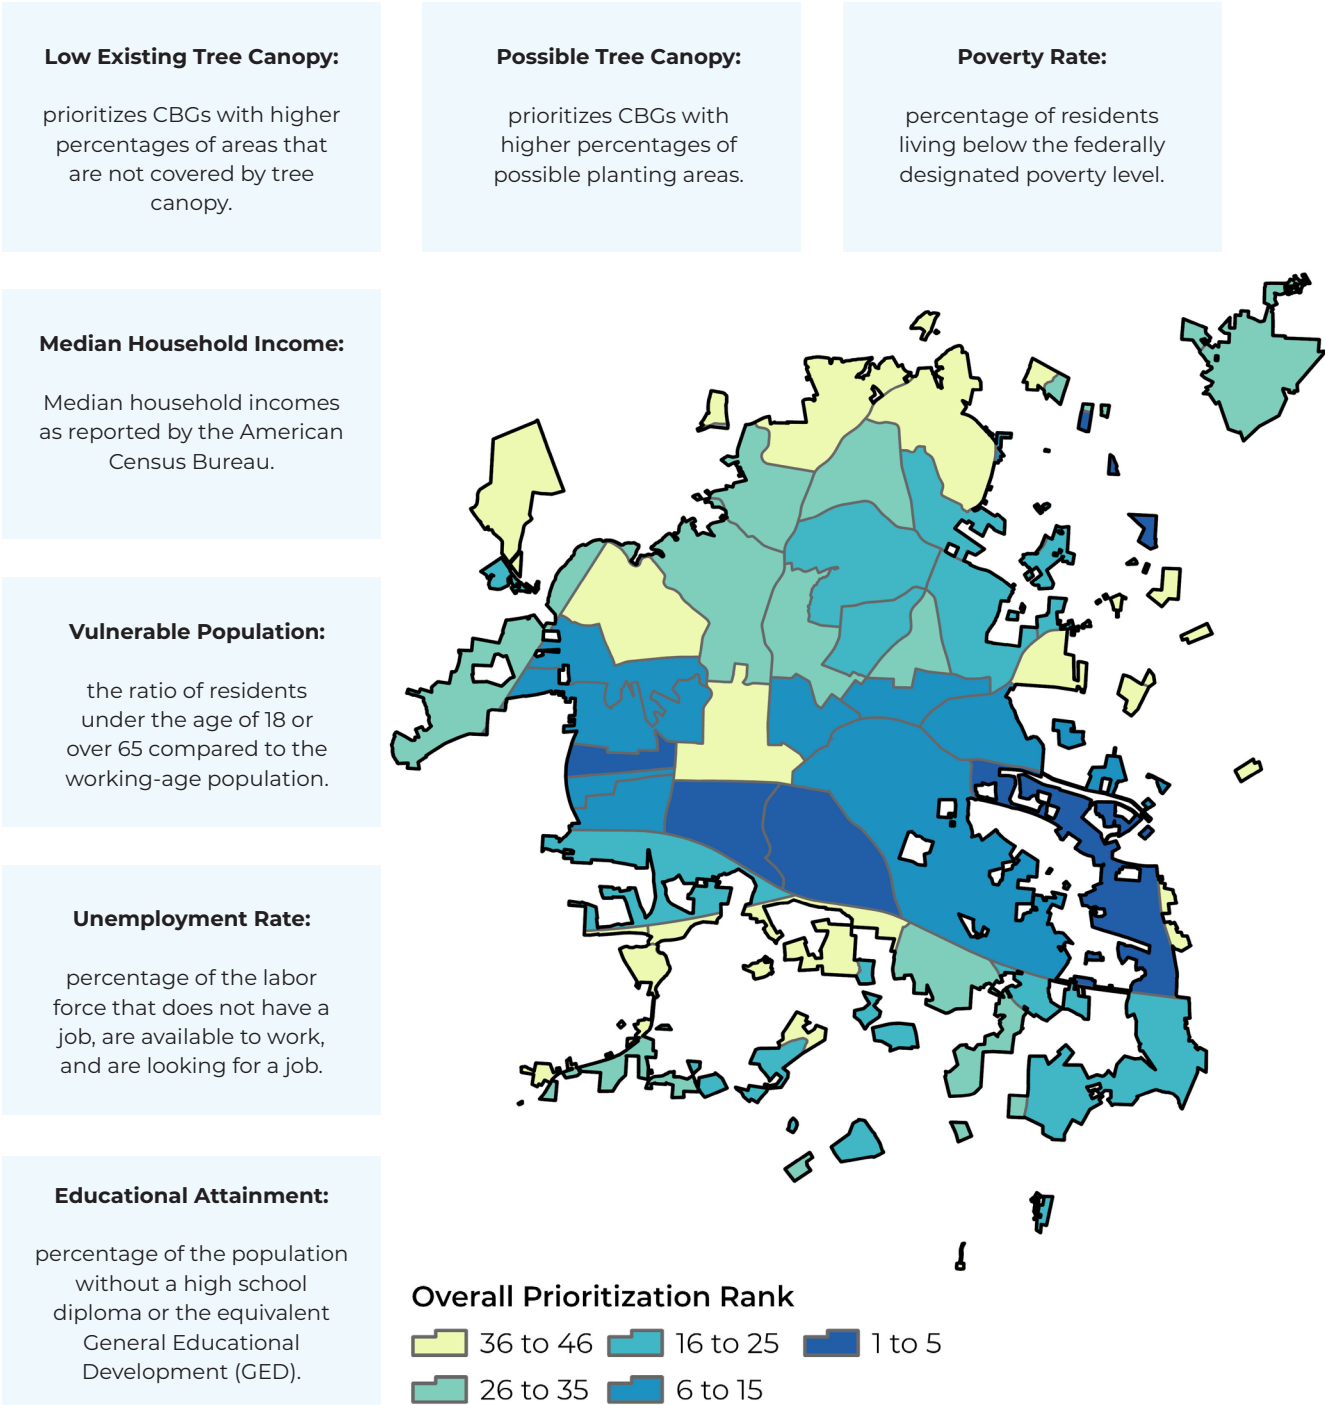 Low Existing Tree Canopy:
prioritizes CBGs with higher
percentages of areas that
are not covered by tree
canopy.
Possible Tree Canopy:
prioritizes CBGs with
higher percentages of
possible planting areas.
Poverty Rate:
percentage of residents
living below the federally
designated poverty level.
Median Household Income:
Median household incomes
as reported by the American
Census Bureau.
Vulnerable Population:
the ratio of residents
under the age of 18 or
over 65 compared to the
working-age population.
Unemployment Rate:
percentage of the labor
force that does not have a
job, are available to work,
and are looking for a job.
Educational Attainment:
percentage of the population
without a high school
diploma or the equivalent
General Educational
Development (GED).
Overall Prioritization Rank
36 to 46
16 to 25
1 to 5
26 to 35
6 to 15